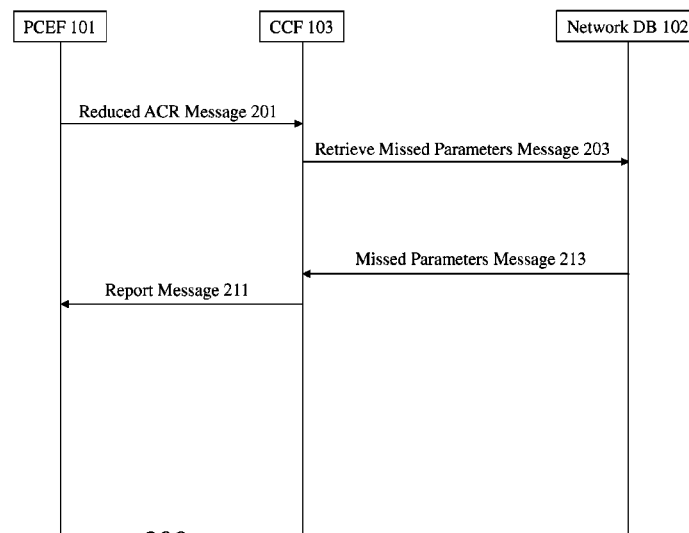 PCEF 101
CCF 103
Network DB 102
Reduced ACR Message 201
Retrieve Missed Parameters Message 203
Missed Parameters Message 213
Report Message 211